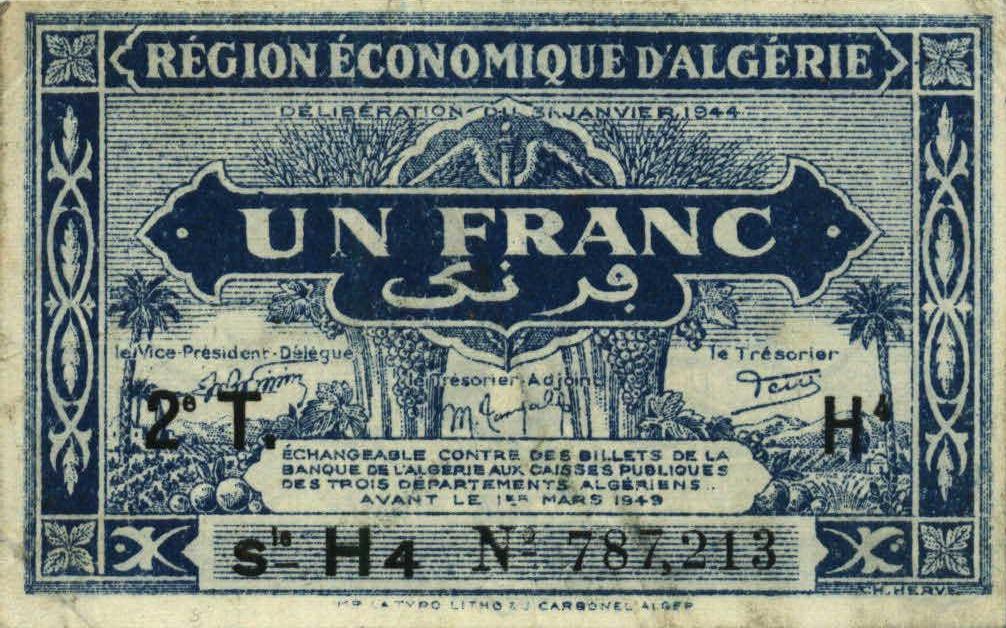 RÉGION ÉCONOMIQUE D'ALGÉRIE
DÉLIBÉRATION DU 31 JANVIER 1944
UN FRANC
فرنك
le Vice-Président-Délégué
le Trésorier
le Trésorier-Adjoint
2e T.
H4
ÉCHANGEABLE CONTRE DES BILLETS DE LA
BANQUE DE L'ALGÉRIE AUX CAISSES PUBLIQUES
DES TROIS DÉPARTEMENTS ALGÉRIENS..
AVANT LE 1ER MARS 1949
Sie H4 No 787,213
CH. HERVÉ
IMP. LA TYPO LITHO & J. CARBONEL ALGER